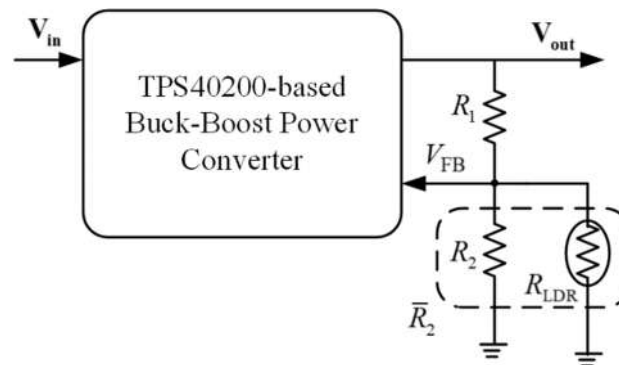 V_in
V_out
TPS40200-based
Buck-Boost Power
Converter
R_1
V_FB
R_2
R_LDR
R̅_2